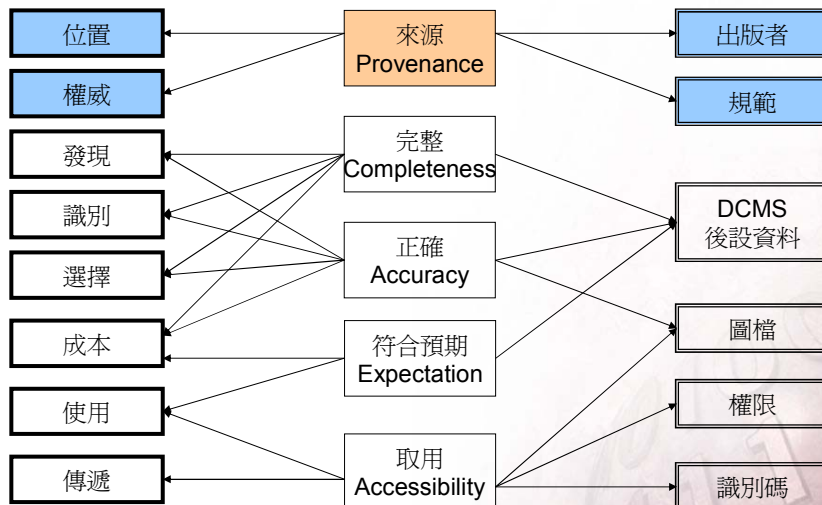 位置
權威
發現
識別
選擇
成本
使用
傳遞
來源
Provenance
完整
Completeness
正確
Accuracy
符合預期
Expectation
取用
Accessibility
出版者
規範
DCMS
後設資料
圖檔
權限
識別碼